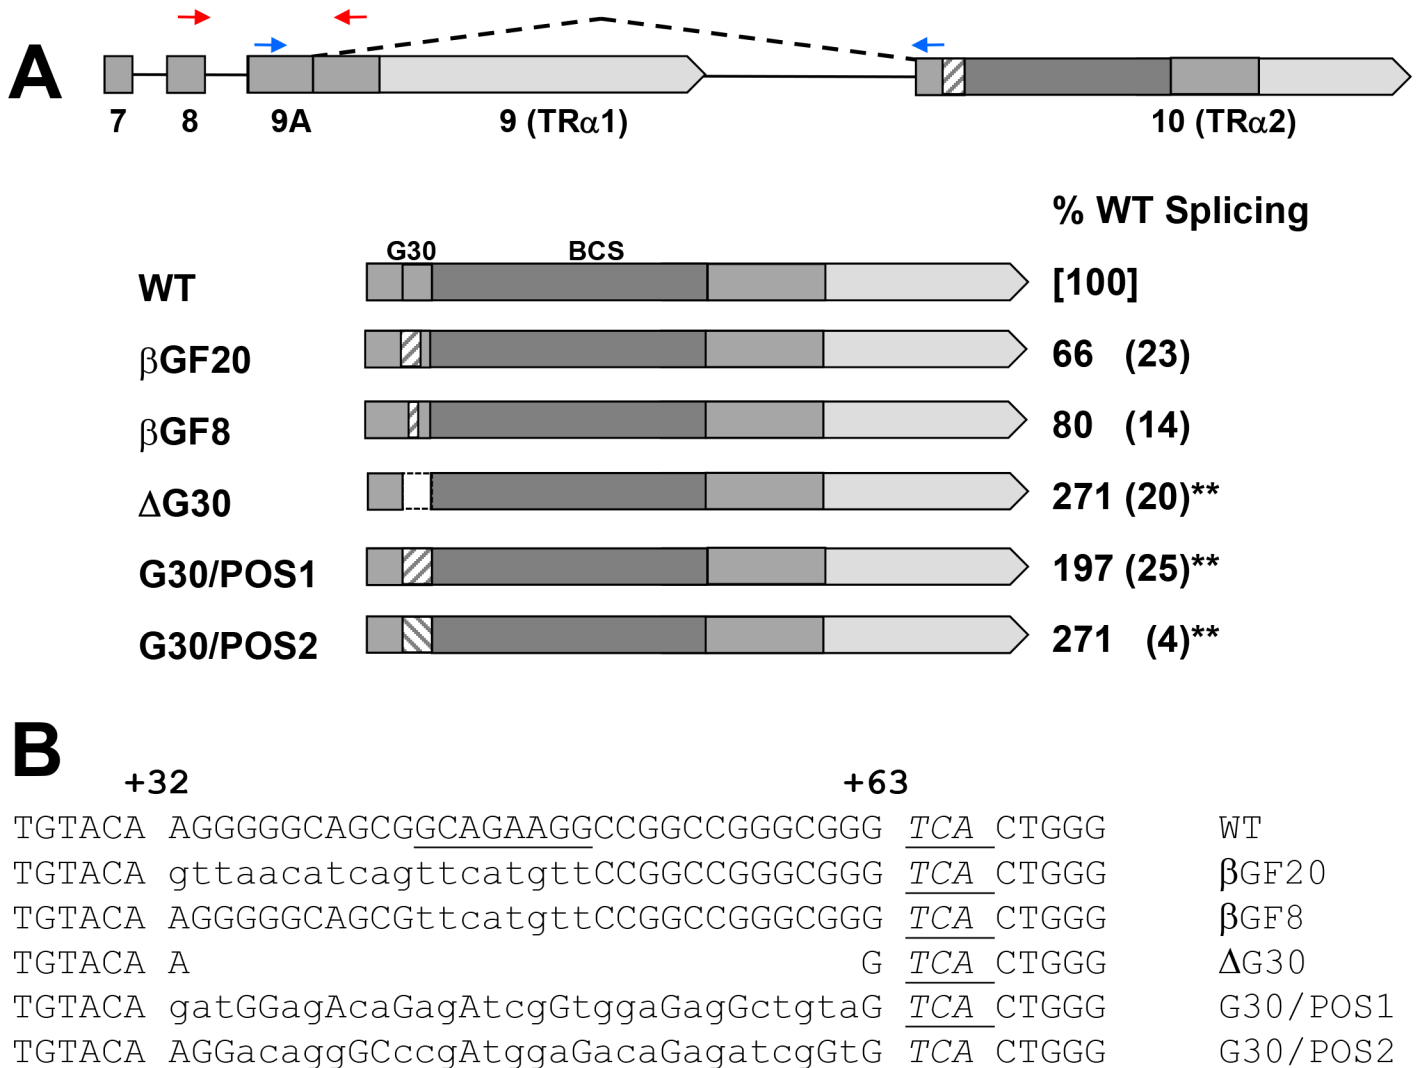 A
7 8 9A 9 (TRα1) 10 (TRα2)
% WT Splicing
G30 BCS
WT [100]
βGF20 66 (23)
βGF8 80 (14)
ΔG30 271 (20)**
G30/POS1 197 (25)**
G30/POS2 271 (4)**
B
+32 +63
TGTACA AGGGGGCAGCGGCAGAAGGCCGGCCGGGCGGG TCA CTGGG WT
TGTACA gttaacatcagttcatgttCCGGCCGGGCGGG TCA CTGGG βGF20
TGTACA AGGGGGCAGCGttcatgttCCGGCCGGGCGGG TCA CTGGG βGF8
TGTACA A G TCA CTGGG ΔG30
TGTACA gatGGagAcaGagAtcgGtggaGagGctgtaG TCA CTGGG G30/POS1
TGTACA AGGacaggGCccgAtggaGacaGagatcgGtG TCA CTGGG G30/POS2